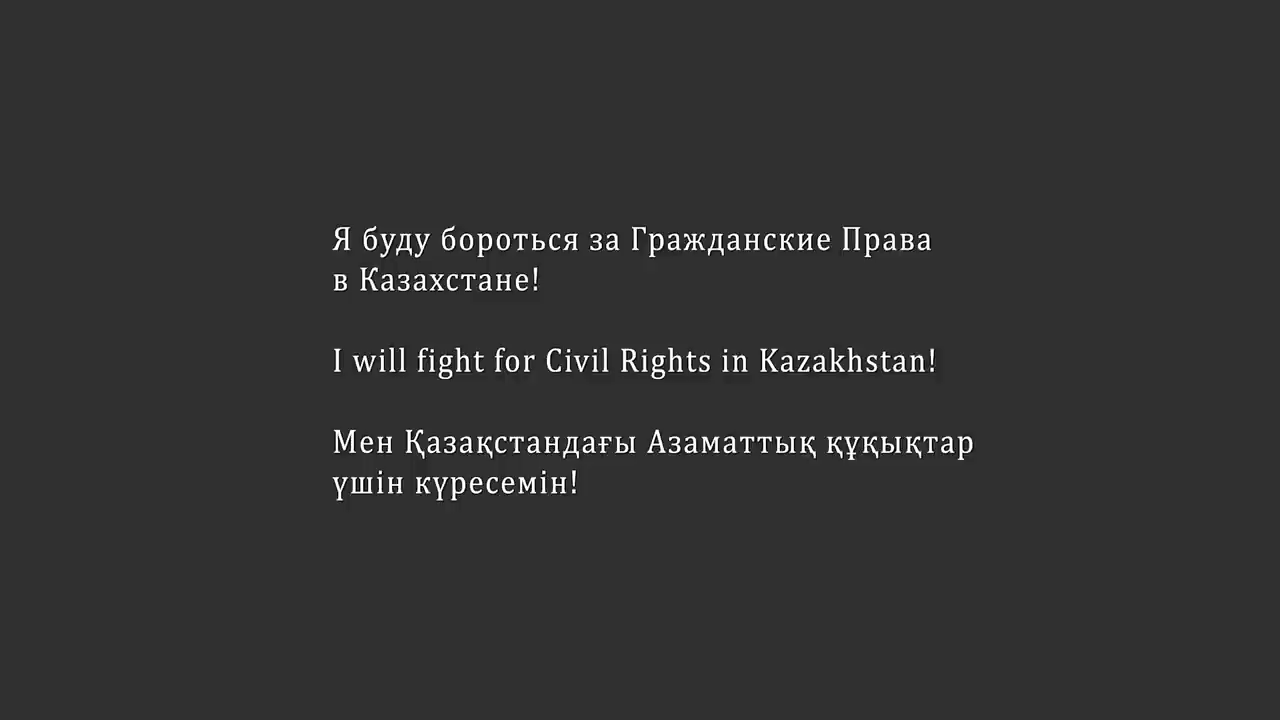 Я буду бороться за Гражданские Права
в Казахстане!
I will fight for Civil Rights in Kazakhstan!
Мен Қазақстандағы Азаматтық құқықтар
үшін күресемін!